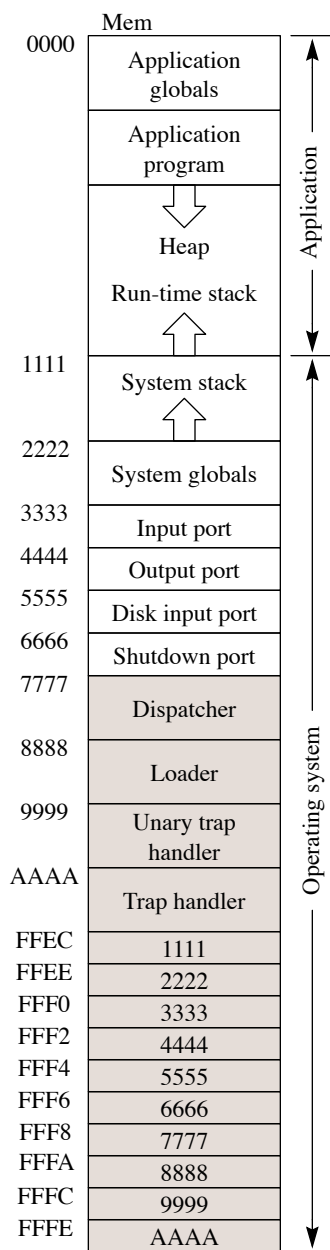 Mem
0000
Application
globals
Application
program
Heap
Run-time stack
Application
1111
System stack
2222
System globals
3333
Input port
4444
Output port
5555
Disk input port
6666
Shutdown port
7777
Dispatcher
8888
Loader
9999
Unary trap
handler
AAAA
Trap handler
Operating system
FFEC 1111
FFEE 2222
FFF0 3333
FFF2 4444
FFF4 5555
FFF6 6666
FFF8 7777
FFFA 8888
FFFC 9999
FFFE AAAA